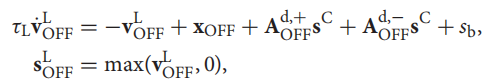 τ_L v̇^L_OFF = −v^L_OFF + x_OFF + A^{d,+}_OFF s^C + A^{d,−}_OFF s^C + s_b,
s^L_OFF = max(v^L_OFF, 0),